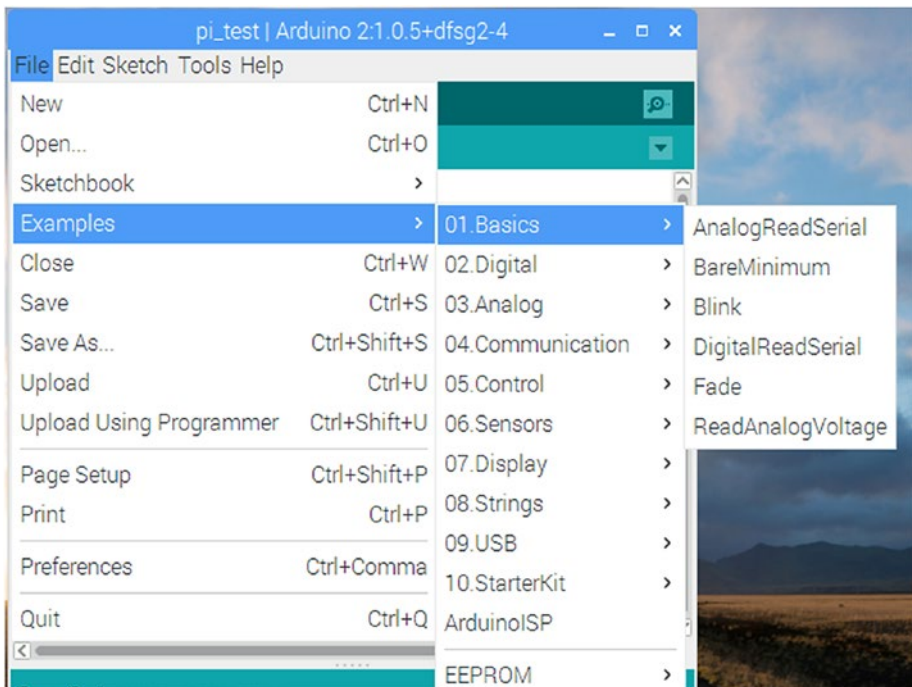 pi_test | Arduino 2:1.0.5+dfsg2-4
File Edit Sketch Tools Help
New Ctrl+N
Open... Ctrl+O
Sketchbook
Examples
Close Ctrl+W
Save Ctrl+S
Save As... Ctrl+Shift+S
Upload Ctrl+U
Upload Using Programmer Ctrl+Shift+U
Page Setup Ctrl+Shift+P
Print Ctrl+P
Preferences Ctrl+Comma
Quit Ctrl+Q
01.Basics
02.Digital
03.Analog
04.Communication
05.Control
06.Sensors
07.Display
08.Strings
09.USB
10.StarterKit
ArduinoISP
EEPROM
AnalogReadSerial
BareMinimum
Blink
DigitalReadSerial
Fade
ReadAnalogVoltage